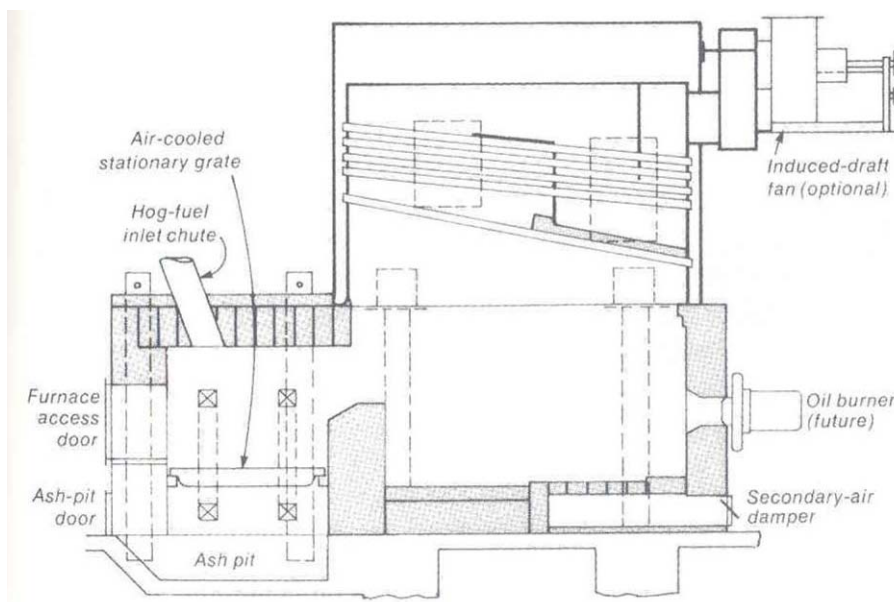 Air-cooled
stationary grate
Hog-fuel
inlet chute
Induced-draft
fan (optional)
Furnace
access
door
Oil burner
(future)
Ash-pit
door
Secondary-air
damper
Ash pit